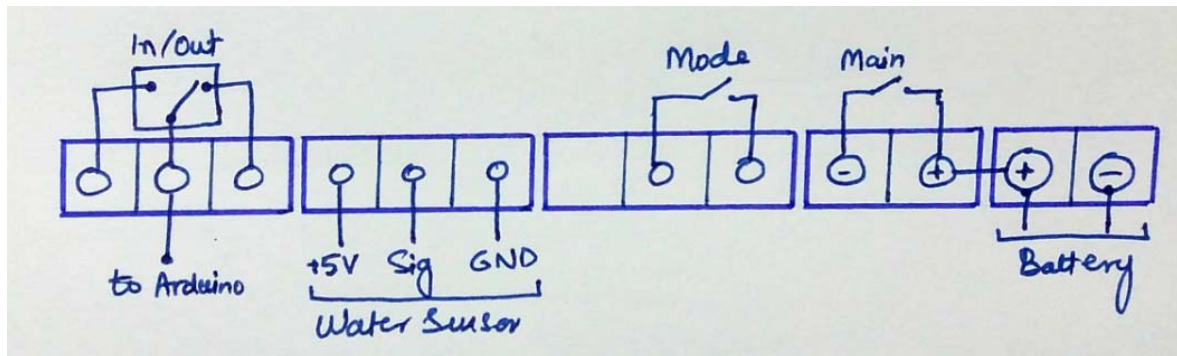 In/Out
Mode
Main
- + + -
to Arduino
+5V Sig GND
Water Sensor
Battery